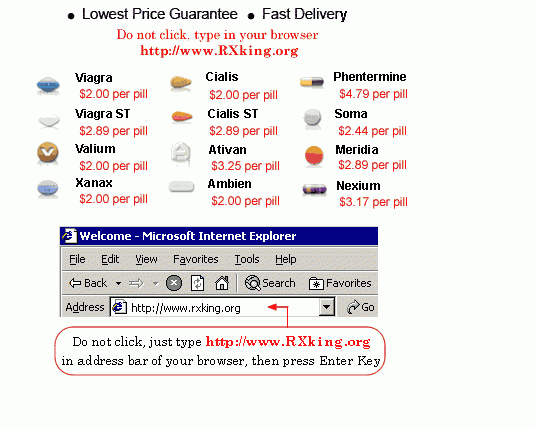 • Lowest Price Guarantee • Fast Delivery
Do not click, type in your browser
http://www.RXking.org
Viagra
$2.00 per pill
Cialis
$2.00 per pill
Phentermine
$4.79 per pill
Viagra ST
$2.89 per pill
Cialis ST
$2.89 per pill
Soma
$2.44 per pill
Valium
$2.00 per pill
Ativan
$3.25 per pill
Meridia
$2.89 per pill
Xanax
$2.00 per pill
Ambien
$2.00 per pill
Nexium
$3.17 per pill
Welcome - Microsoft Internet Explorer
File Edit View Favorites Tools Help
Back Search Favorites
Address http://www.rxking.org Go
Do not click, just type http://www.RXking.org
in address bar of your browser, then press Enter Key